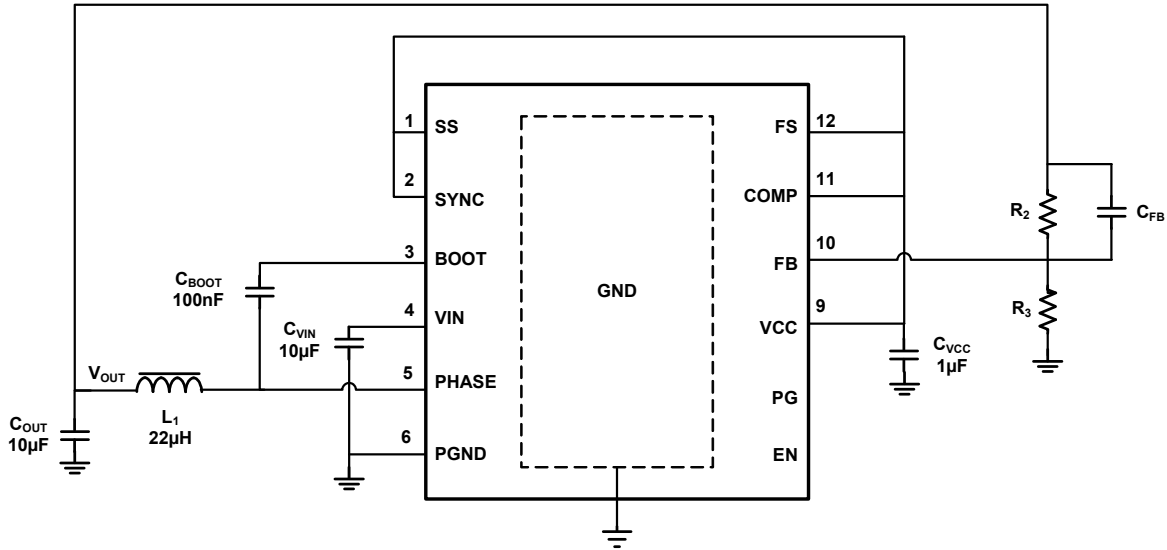 1
SS
FS
12
2
SYNC
COMP
11
C_FB
R_2
3
BOOT
FB
10
C_BOOT
100nF
GND
4
VIN
VCC
9
R_3
C_VIN
10µF
C_VCC
1µF
V_OUT
5
PHASE
PG
L_1
22µH
C_OUT
10µF
6
PGND
EN